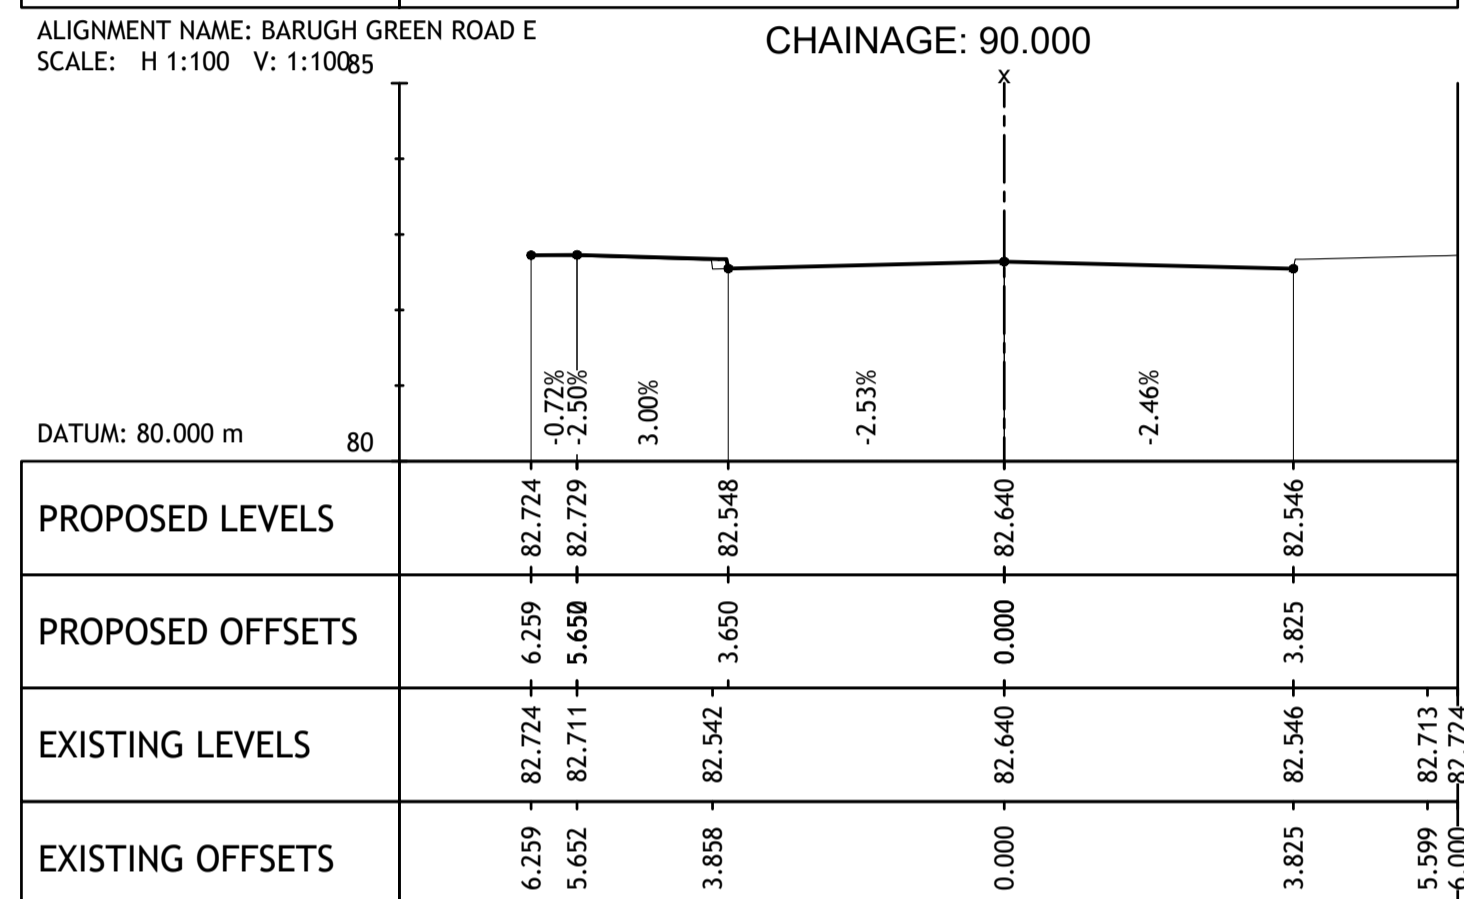 ALIGNMENT NAME: BARUGH GREEN ROAD E
SCALE: H 1:100 V: 1:100
CHAINAGE: 90.000
85
x
-0.72%
-2.50%
3.00%
-2.53%
-2.46%
DATUM: 80.000 m
80
PROPOSED LEVELS 82.724 82.729 82.548 82.640 82.546
PROPOSED OFFSETS 6.259 3.650 0.000 3.825
EXISTING LEVELS 82.724 82.711 82.542 82.640 82.546 82.713 82.724
EXISTING OFFSETS 6.259 5.652 3.858 0.000 3.825 5.599 6.000